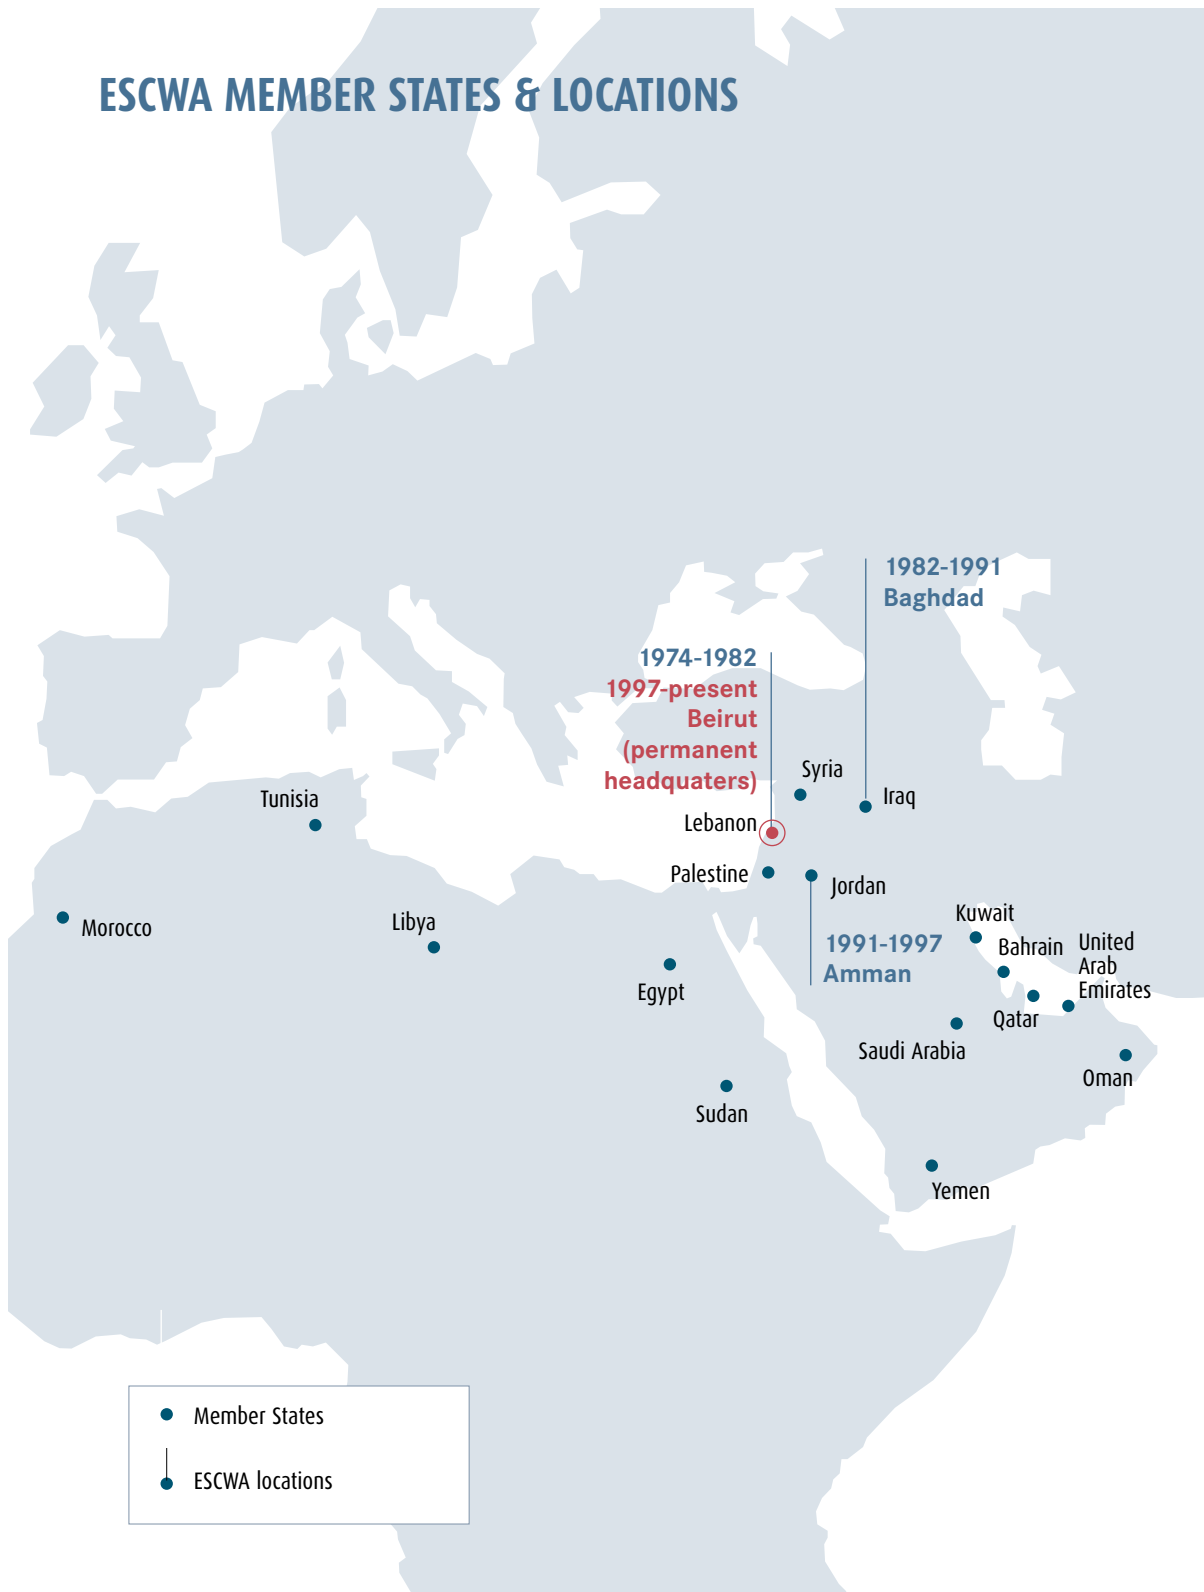 ESCWA MEMBER STATES & LOCATIONS
1982-1991
Baghdad
1974-1982
1997-present
Beirut
(permanent
headquaters)
Syria
Iraq
Tunisia
Lebanon
Palestine
Jordan
Morocco
Libya
Kuwait
1991-1997
Amman
Bahrain
United
Arab
Emirates
Egypt
Qatar
Saudi Arabia
Oman
Sudan
Yemen
Member States
ESCWA locations